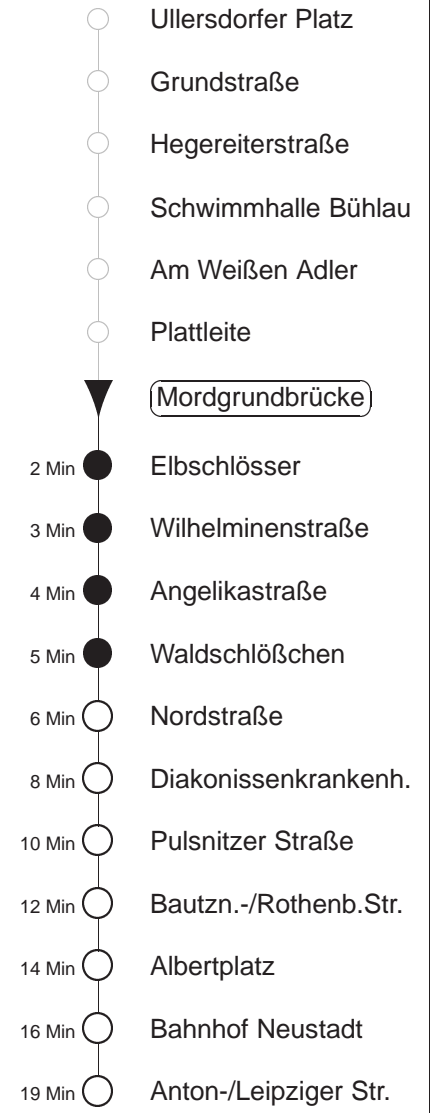 Ullersdorfer Platz
Grundstraße
Hegereiterstraße
Schwimmhalle Bühlau
Am Weißen Adler
Plattleite
Mordgrundbrücke
2 Min Elbschlösser
3 Min Wilhelminenstraße
4 Min Angelikastraße
5 Min Waldschlößchen
6 Min Nordstraße
8 Min Diakonissenkrankenh.
10 Min Pulsnitzer Straße
12 Min Bautzn.-/Rothenb.Str.
14 Min Albertplatz
16 Min Bahnhof Neustadt
19 Min Anton-/Leipziger Str.